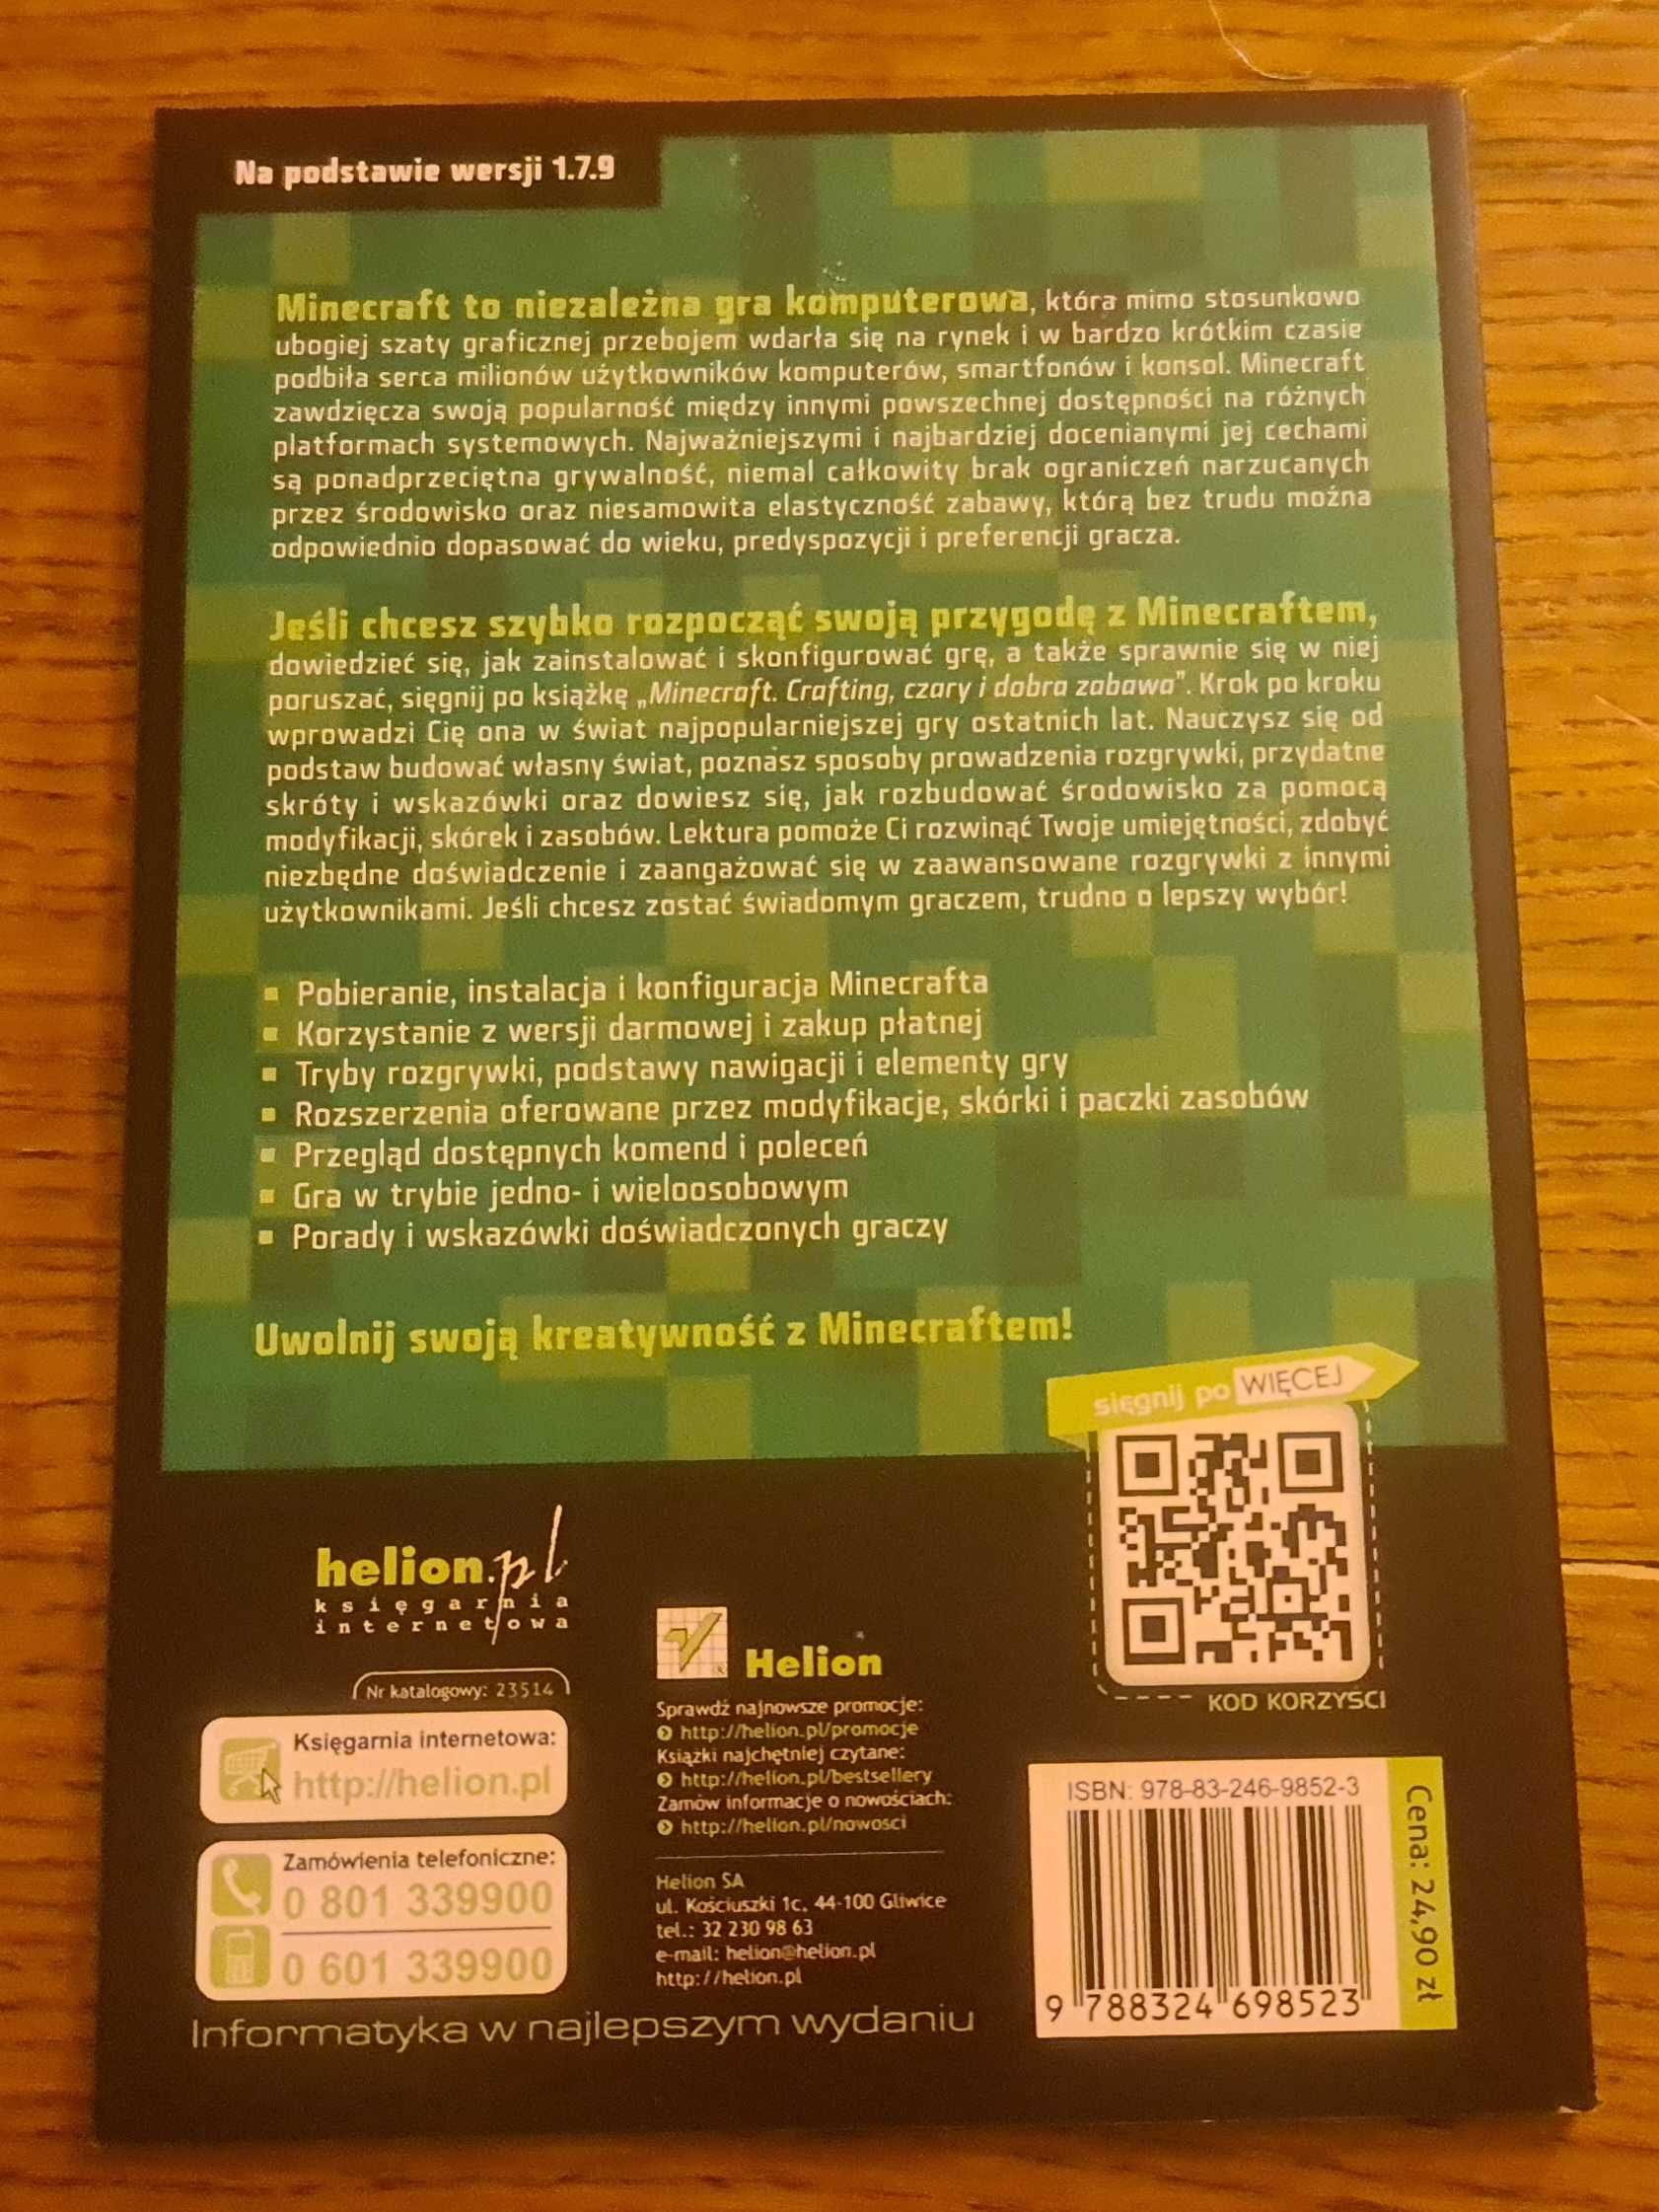 Na podstawie wersji 1.7.9
Minecraft to niezależna gra komputerowa, która mimo stosunkowo
ubogiej szaty graficznej przebojem wdarła się na rynek i w bardzo krótkim czasie
podbiła serca milionów użytkowników komputerów, smartfonów i konsol. Minecraft
zawdzięcza swoją popularność między innymi powszechnej dostępności na różnych
platformach systemowych. Najważniejszymi i najbardziej docenianymi jej cechami
są ponadprzeciętna grywalność, niemal całkowity brak ograniczeń narzucanych
przez środowisko oraz niesamowita elastyczność zabawy, którą bez trudu można
odpowiednio dopasować do wieku, predyspozycji i preferencji gracza.
Jeśli chcesz szybko rozpocząć swoją przygodę z Minecraftem,
dowiedzieć się, jak zainstalować i skonfigurować grę, a także sprawnie się w niej
poruszać, sięgnij po książkę „Minecraft. Crafting, czary i dobra zabawa". Krok po kroku
wprowadzi Cię ona w świat najpopularniejszej gry ostatnich lat. Nauczysz się od
podstaw budować własny świat, poznasz sposoby prowadzenia rozgrywki, przydatne
skróty i wskazówki oraz dowiesz się, jak rozbudować środowisko za pomocą
modyfikacji, skórek i zasobów. Lektura pomoże Ci rozwinąć Twoje umiejętności, zdobyć
niezbędne doświadczenie i zaangażować się w zaawansowane rozgrywki z innymi
użytkownikami. Jeśli chcesz zostać świadomym graczem, trudno o lepszy wybór!
▪ Pobieranie, instalacja i konfiguracja Minecrafta
▪ Korzystanie z wersji darmowej i zakup płatnej
▪ Tryby rozgrywki, podstawy nawigacji i elementy gry
▪ Rozszerzenia oferowane przez modyfikacje, skórki i paczki zasobów
▪ Przegląd dostępnych komend i poleceń
▪ Gra w trybie jedno- i wieloosobowym
▪ Porady i wskazówki doświadczonych graczy
Uwolnij swoją kreatywność z Minecraftem!
sięgnij po WIĘCEJ
KOD KORZYŚCI
helion.pl
księgarnia
internetowa
Nr katalogowy: 23514
Księgarnia internetowa:
http://helion.pl
Zamówienia telefoniczne:
0 801 339900
0 601 339900
Helion
Sprawdź najnowsze promocje:
http://helion.pl/promocje
Książki najchętniej czytane:
http://helion.pl/bestsellery
Zamów informacje o nowościach:
http://helion.pl/nowosci
Helion SA
ul. Kościuszki 1c, 44-100 Gliwice
tel.: 32 230 98 63
e-mail: helion@helion.pl
http://helion.pl
Informatyka w najlepszym wydaniu
ISBN: 978-83-246-9852-3
9 788324 698523
Cena: 24,90 zł